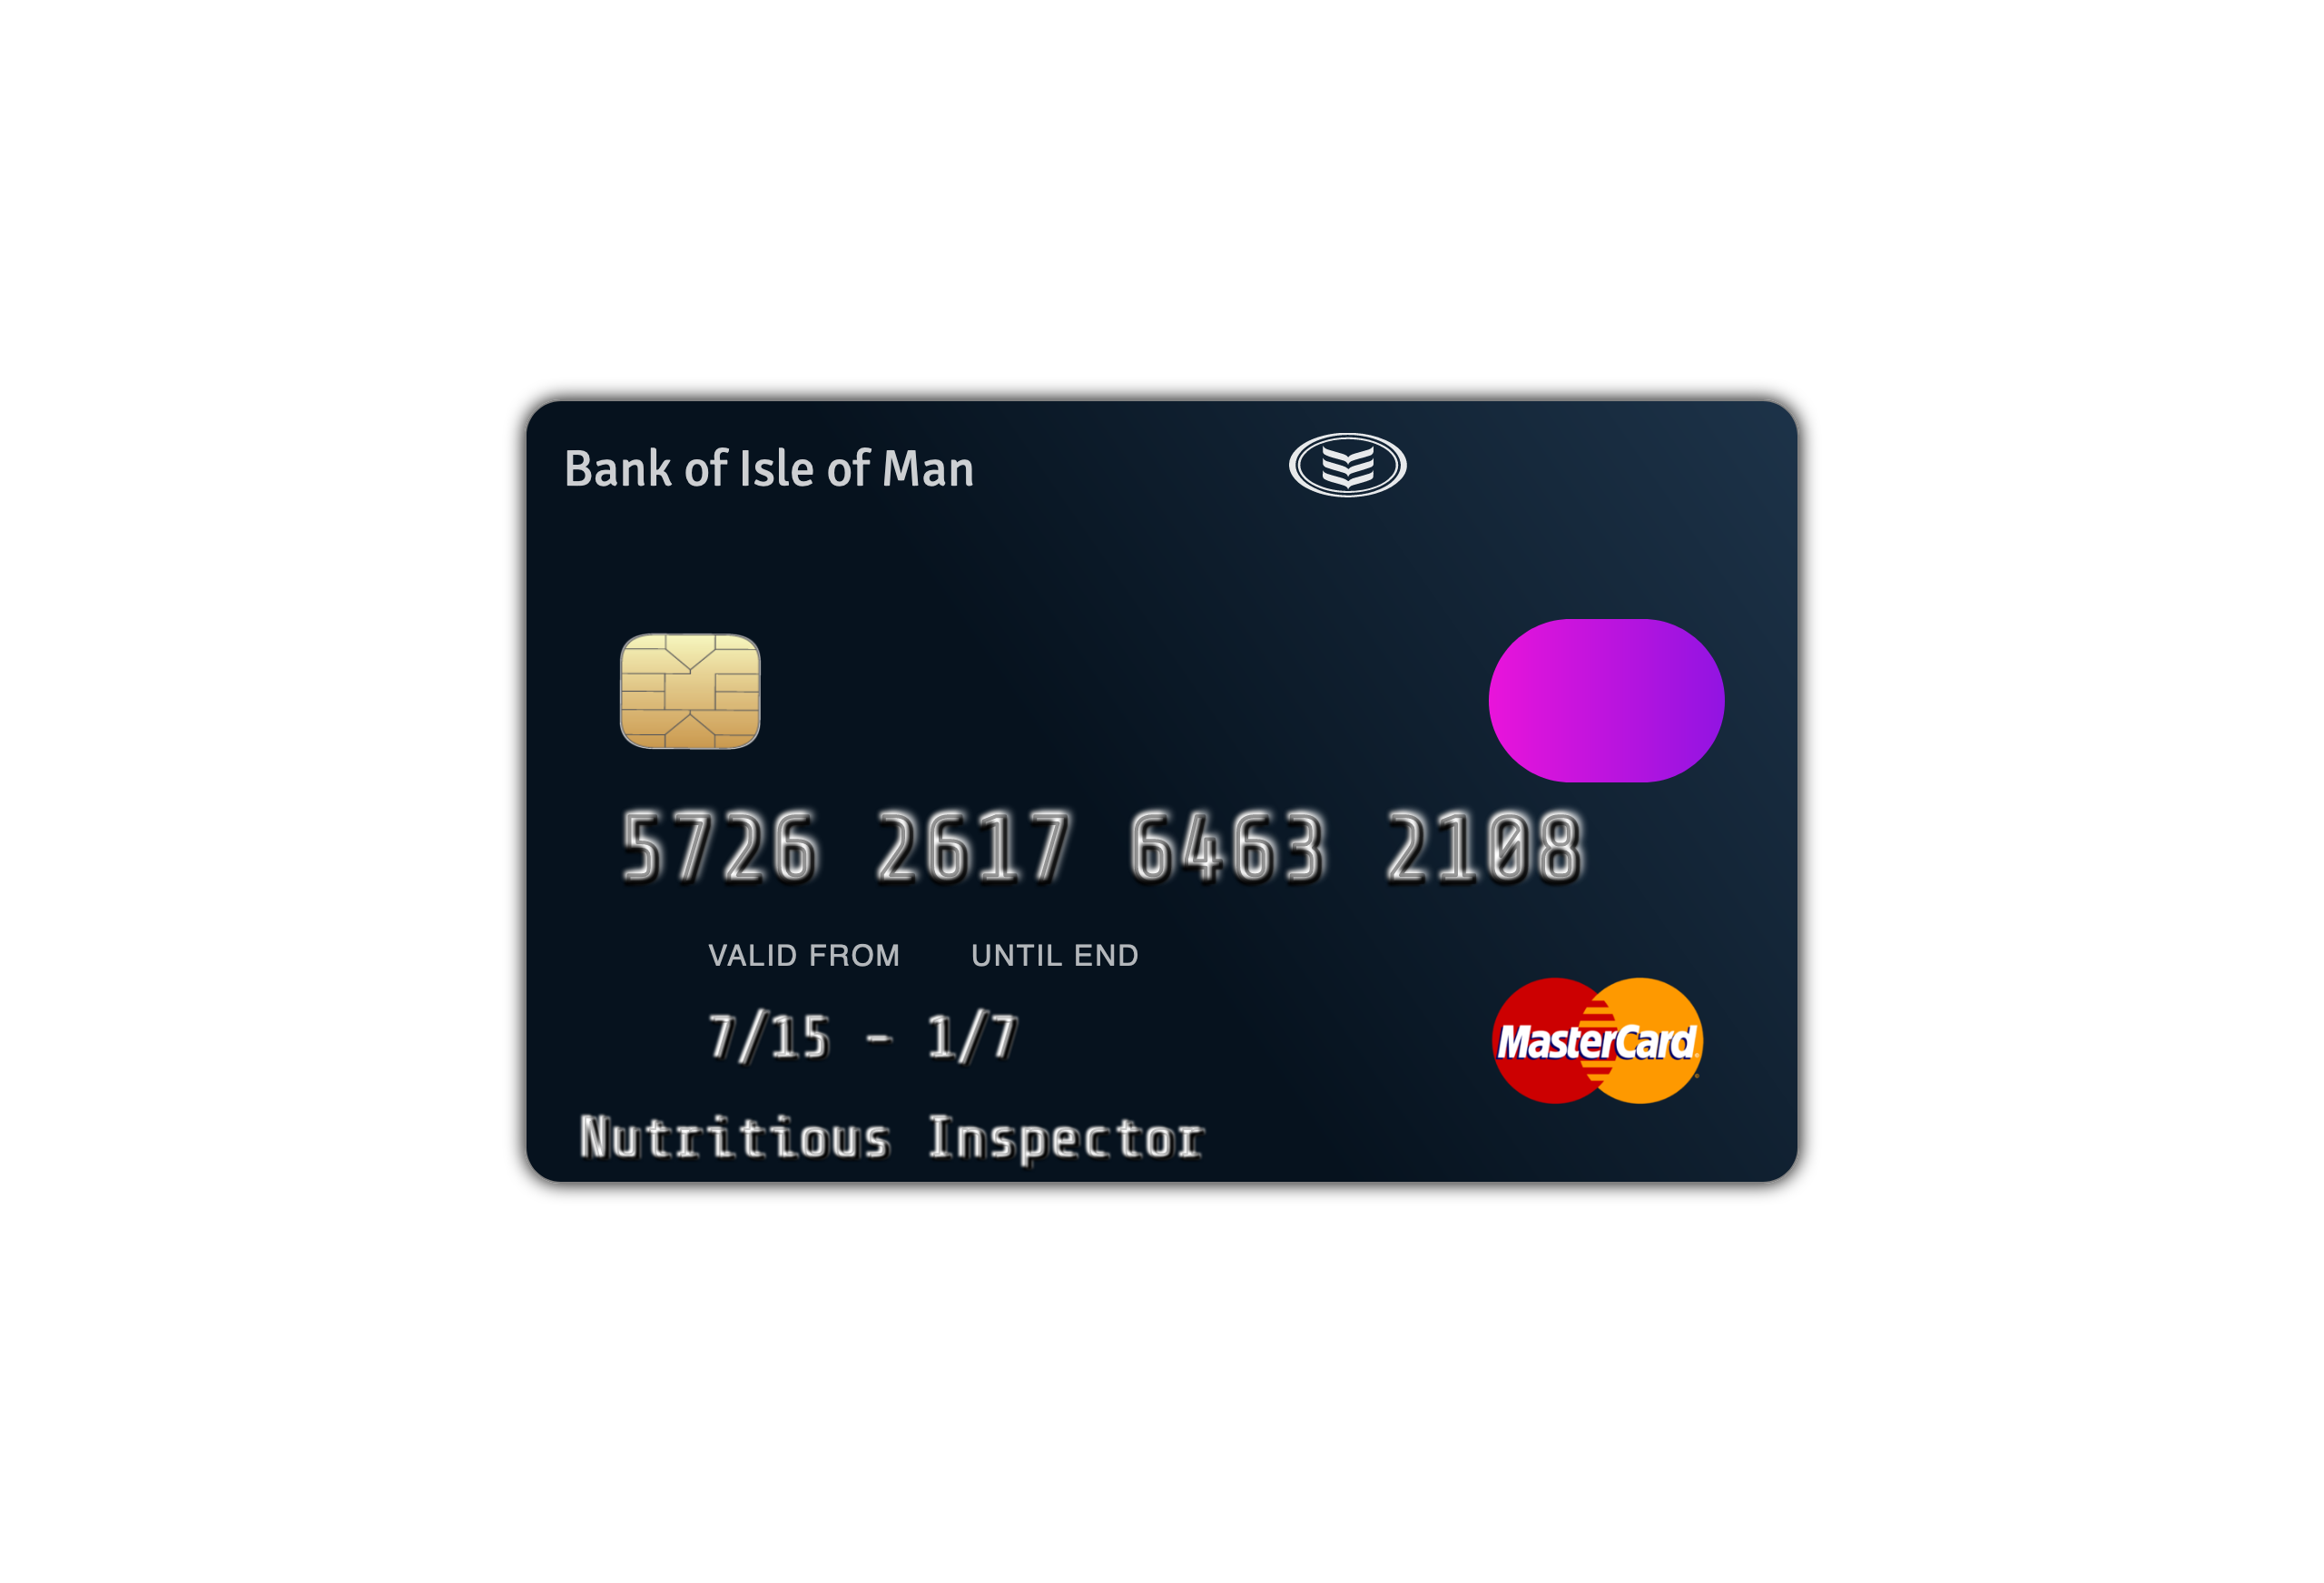 Bank of Isle of Man
5726 2617 6463 2108
VALID FROM UNTIL END
7/15 - 1/7
MasterCard
Nutritious Inspector